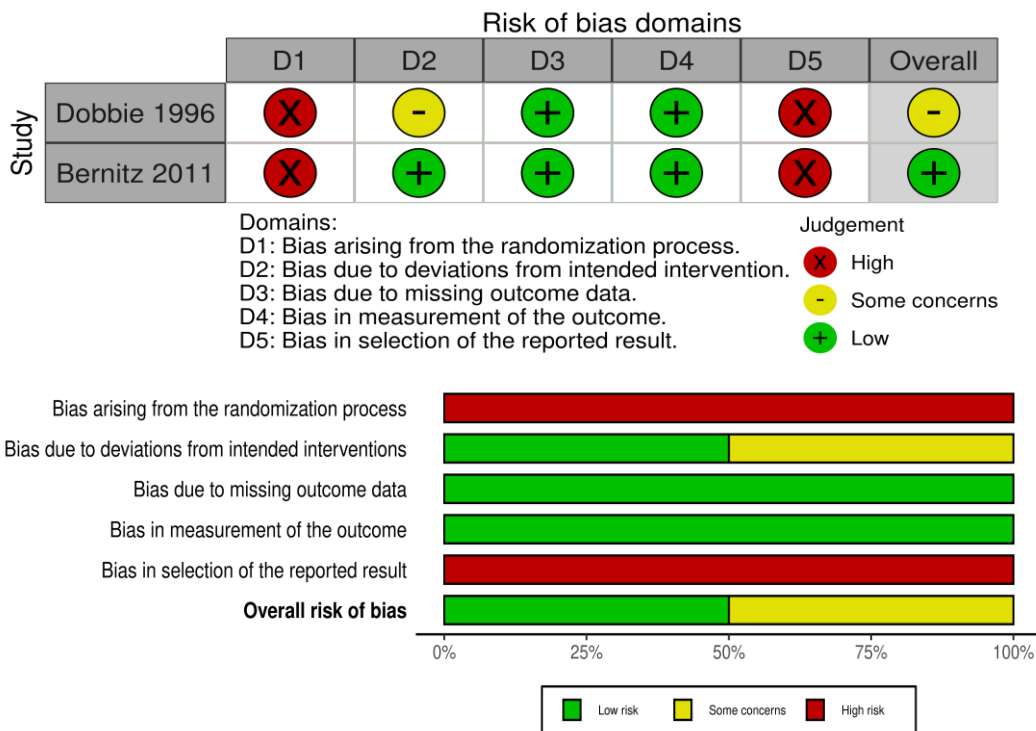 Risk of bias domains
D1 D2 D3 D4 D5 Overall
Study
Dobbie 1996 X - + + X -
Bernitz 2011 X + + + X +
Domains:
D1: Bias arising from the randomization process.
D2: Bias due to deviations from intended intervention.
D3: Bias due to missing outcome data.
D4: Bias in measurement of the outcome.
D5: Bias in selection of the reported result.
Judgement
X High
- Some concerns
+ Low
Bias arising from the randomization process
Bias due to deviations from intended interventions
Bias due to missing outcome data
Bias in measurement of the outcome
Bias in selection of the reported result
Overall risk of bias
0% 25% 50% 75% 100%
Low risk Some concerns High risk